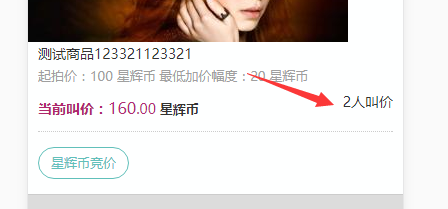 测试商品123321123321
起拍价：100 星辉币 最低加价幅度：20 星辉币
当前叫价：160.00 星辉币
2人叫价
星辉币竞价